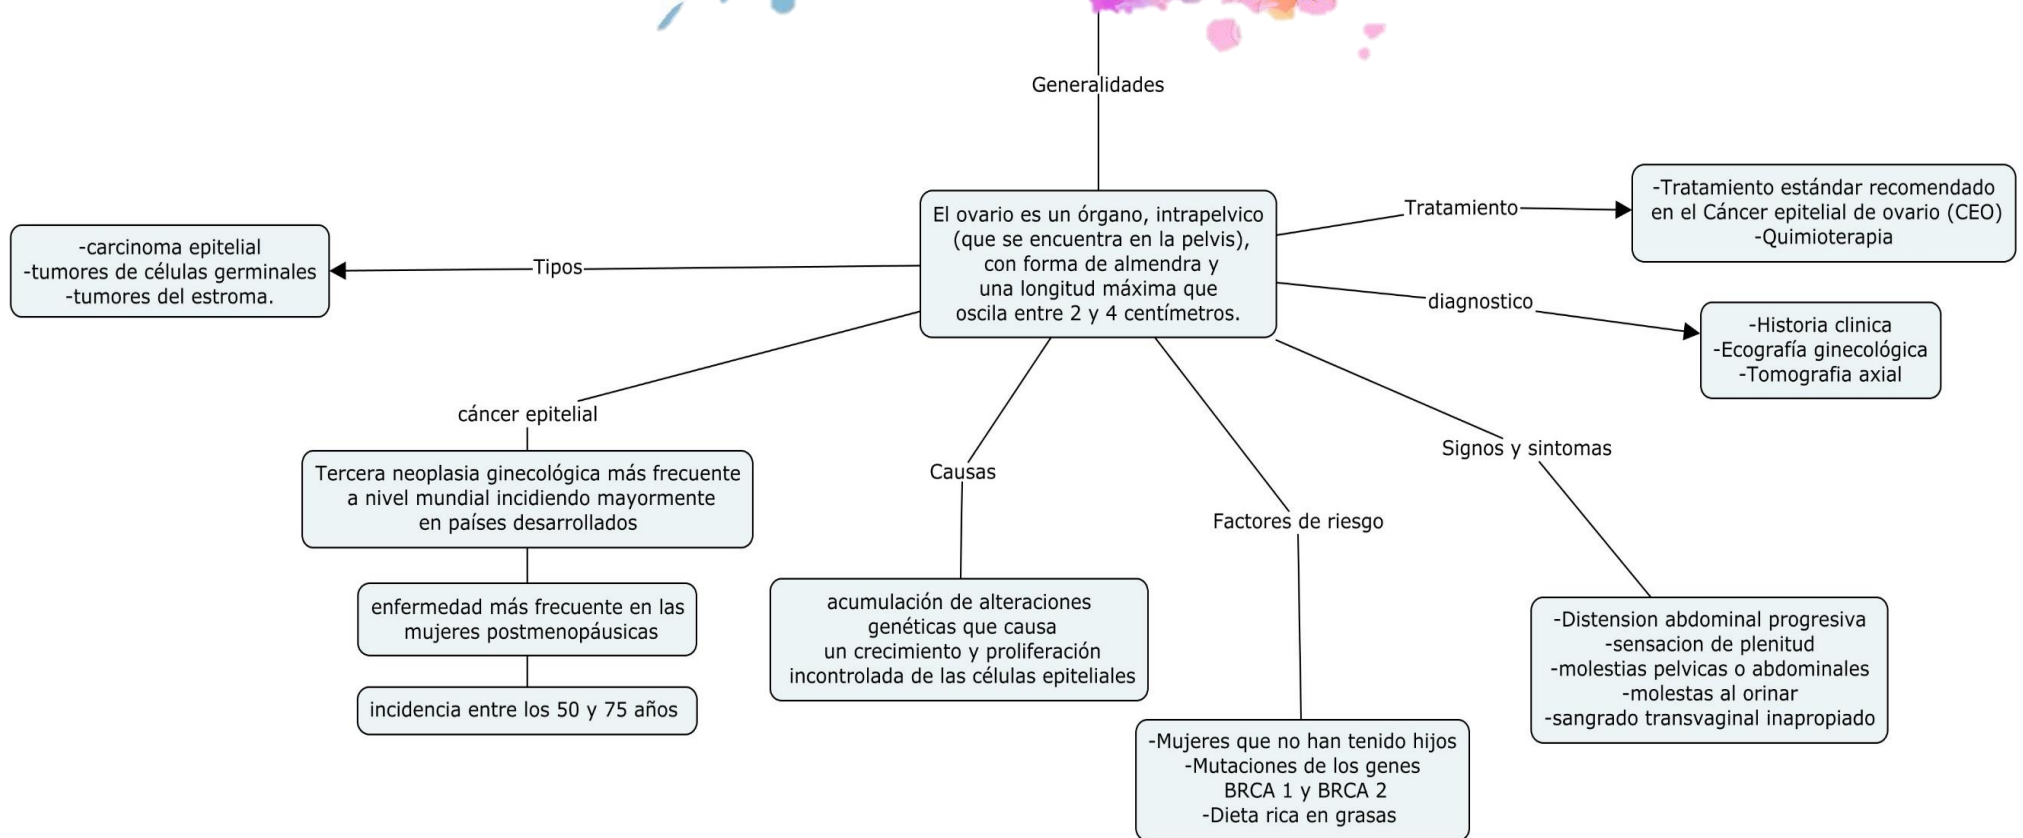 Generalidades
El ovario es un órgano, intrapelvico
(que se encuentra en la pelvis),
con forma de almendra y
una longitud máxima que
oscila entre 2 y 4 centímetros.
Tratamiento
-Tratamiento estándar recomendado
en el Cáncer epitelial de ovario (CEO)
-Quimioterapia
Tipos
-carcinoma epitelial
-tumores de células germinales
-tumores del estroma.
diagnostico
-Historia clinica
-Ecografía ginecológica
-Tomografia axial
cáncer epitelial
Tercera neoplasia ginecológica más frecuente
a nivel mundial incidiendo mayormente
en países desarrollados
enfermedad más frecuente en las
mujeres postmenopáusicas
incidencia entre los 50 y 75 años
Causas
acumulación de alteraciones
genéticas que causa
un crecimiento y proliferación
incontrolada de las células epiteliales
Factores de riesgo
-Mujeres que no han tenido hijos
-Mutaciones de los genes
BRCA 1 y BRCA 2
-Dieta rica en grasas
Signos y sintomas
-Distension abdominal progresiva
-sensacion de plenitud
-molestias pelvicas o abdominales
-molestas al orinar
-sangrado transvaginal inapropiado